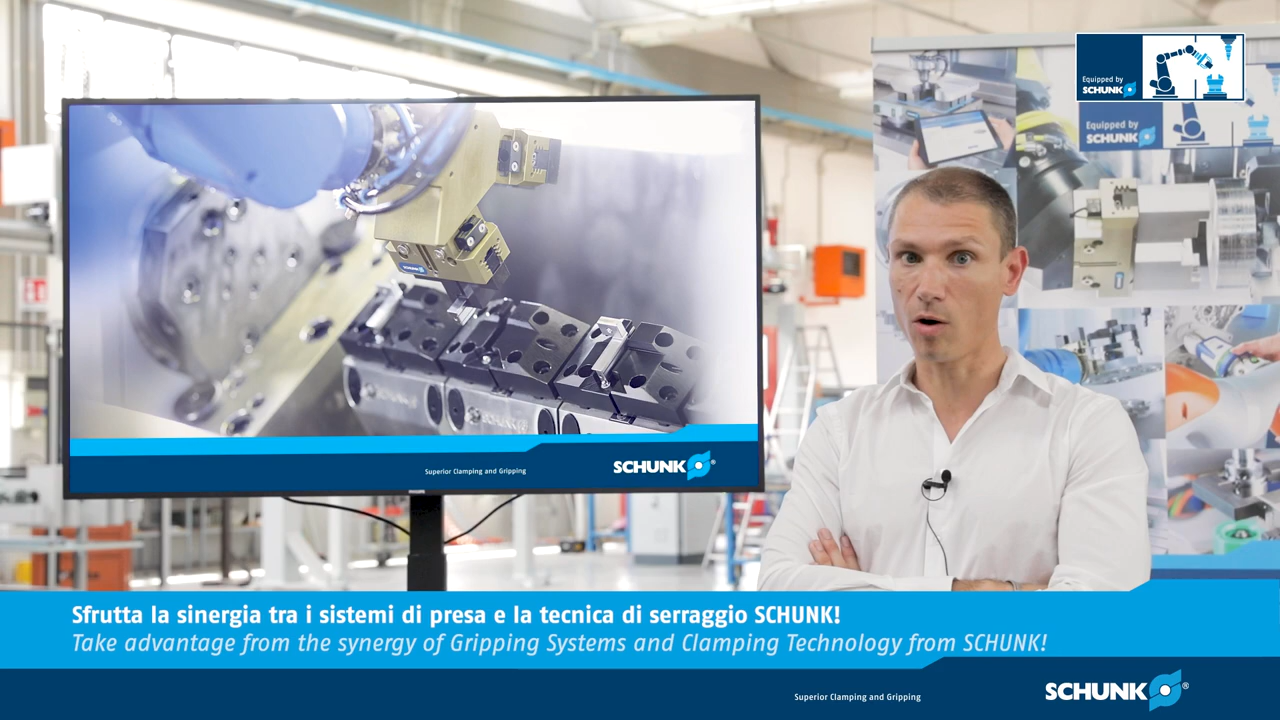 Equipped by
SCHUNK
Equipped by
SCHUNK
SCHUNK
Superior Clamping and Gripping
SCHUNK®
Sfrutta la sinergia tra i sistemi di presa e la tecnica di serraggio SCHUNK!
Take advantage from the synergy of Gripping Systems and Clamping Technology from SCHUNK!
Superior Clamping and Gripping
SCHUNK®